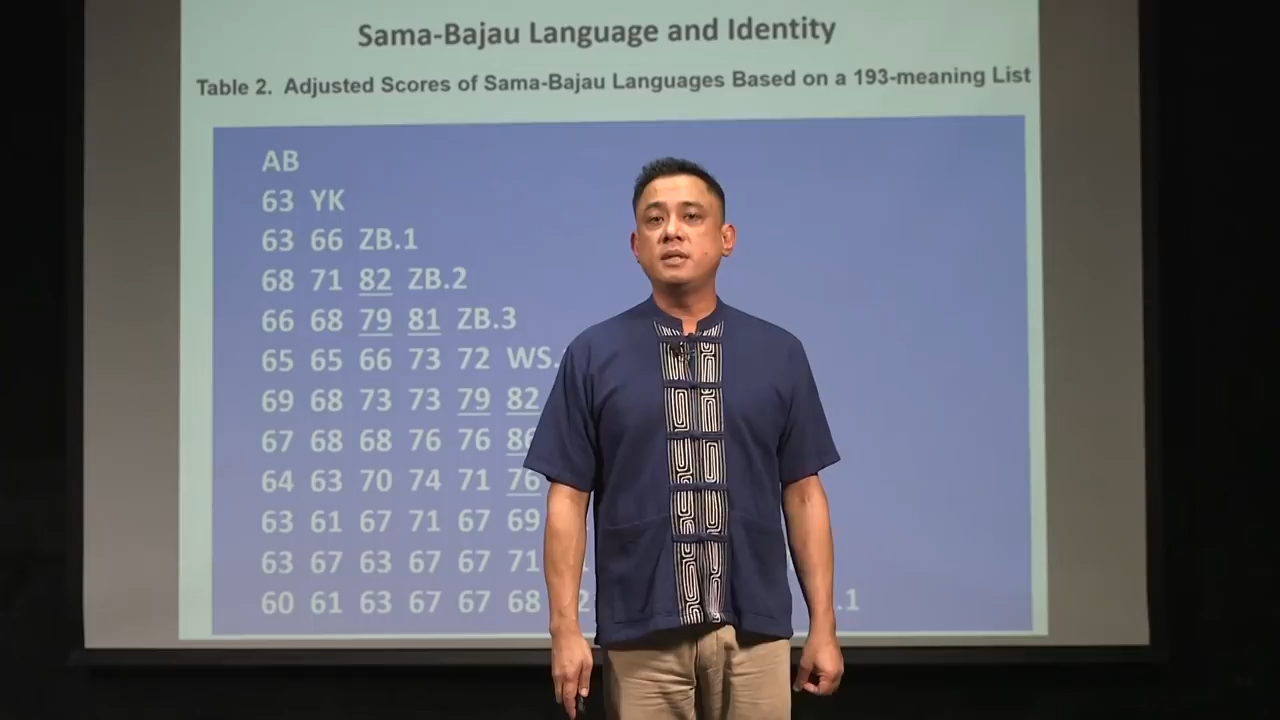 Sama-Bajau Language and Identity
Table 2. Adjusted Scores of Sama-Bajau Languages Based on a 193-meaning List
AB
63 YK
63 66 ZB.1
68 71 82 ZB.2
66 68 79 81 ZB.3
65 65 66 73 72 WS.
69 68 73 73 79 82
67 68 68 76 76
64 63 70 74 71 76
63 61 67 71 67 69
63 67 63 67 67 71
60 61 63 67 67 68 .1